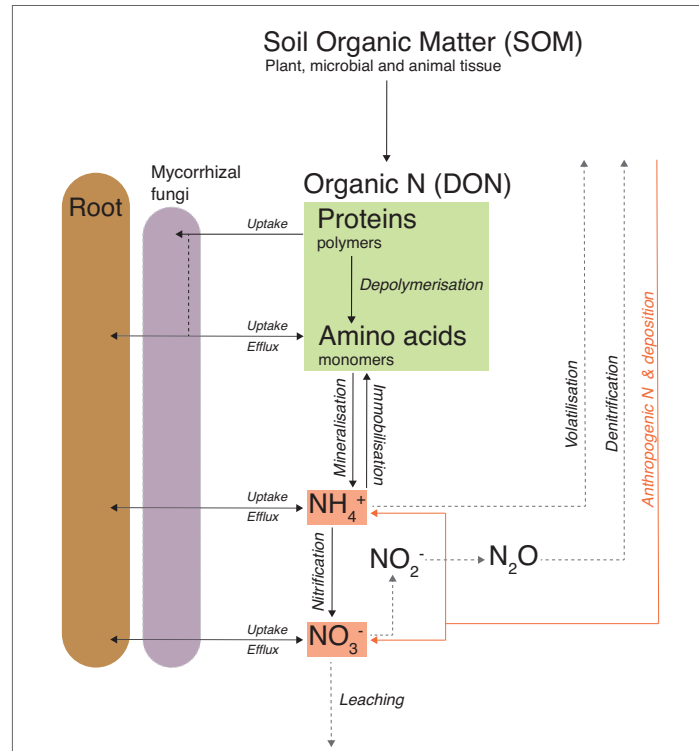 Soil Organic Matter (SOM)
Plant, microbial and animal tissue
Mycorrhizal
fungi
Organic N (DON)
Root
Proteins
polymers
Uptake
Depolymerisation
Amino acids
monomers
Uptake
Efflux
Mineralisation
Immobilisation
Volatilisation
Denitrification
Anthropogenic N & deposition
NH₄⁺
Uptake
Efflux
Nitrification
NO₂⁻
N₂O
NO₃⁻
Uptake
Efflux
Leaching